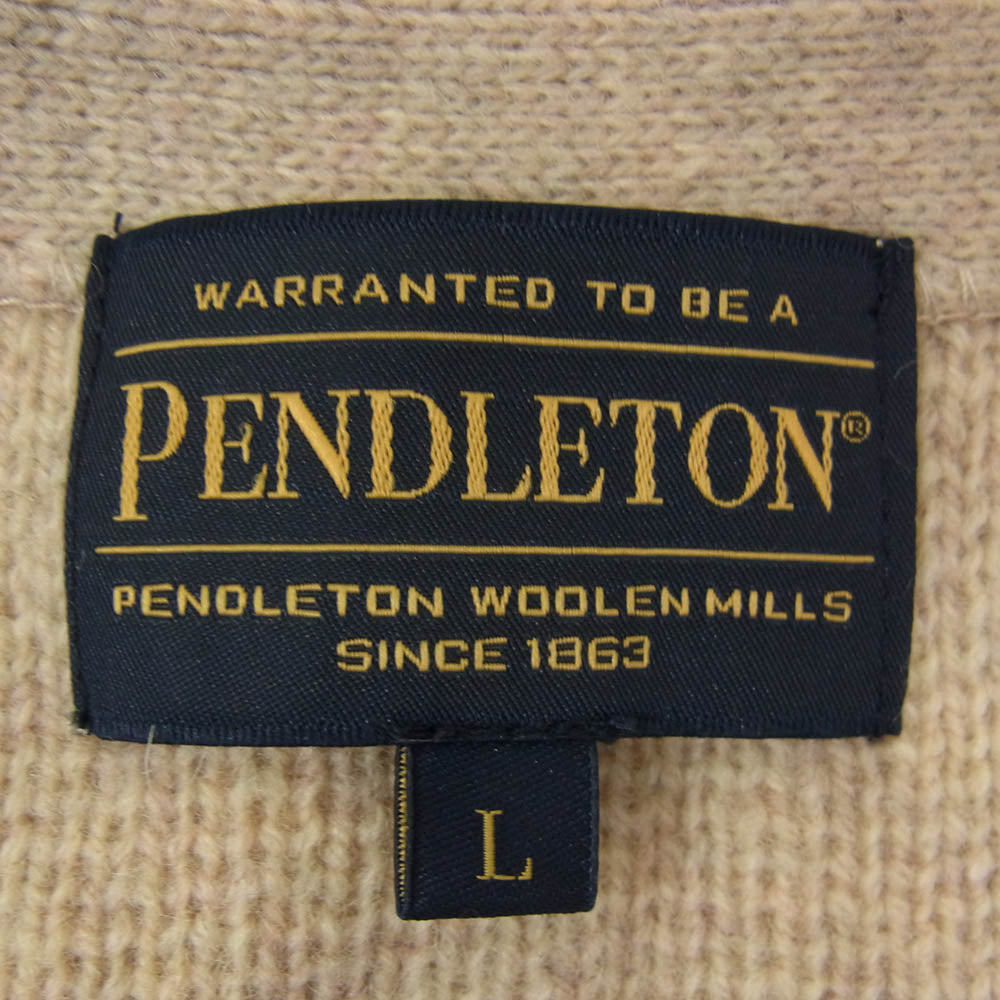 WARRANTED TO BE A
PENDLETON®
PENDLETON WOOLEN MILLS
SINCE 1863
L